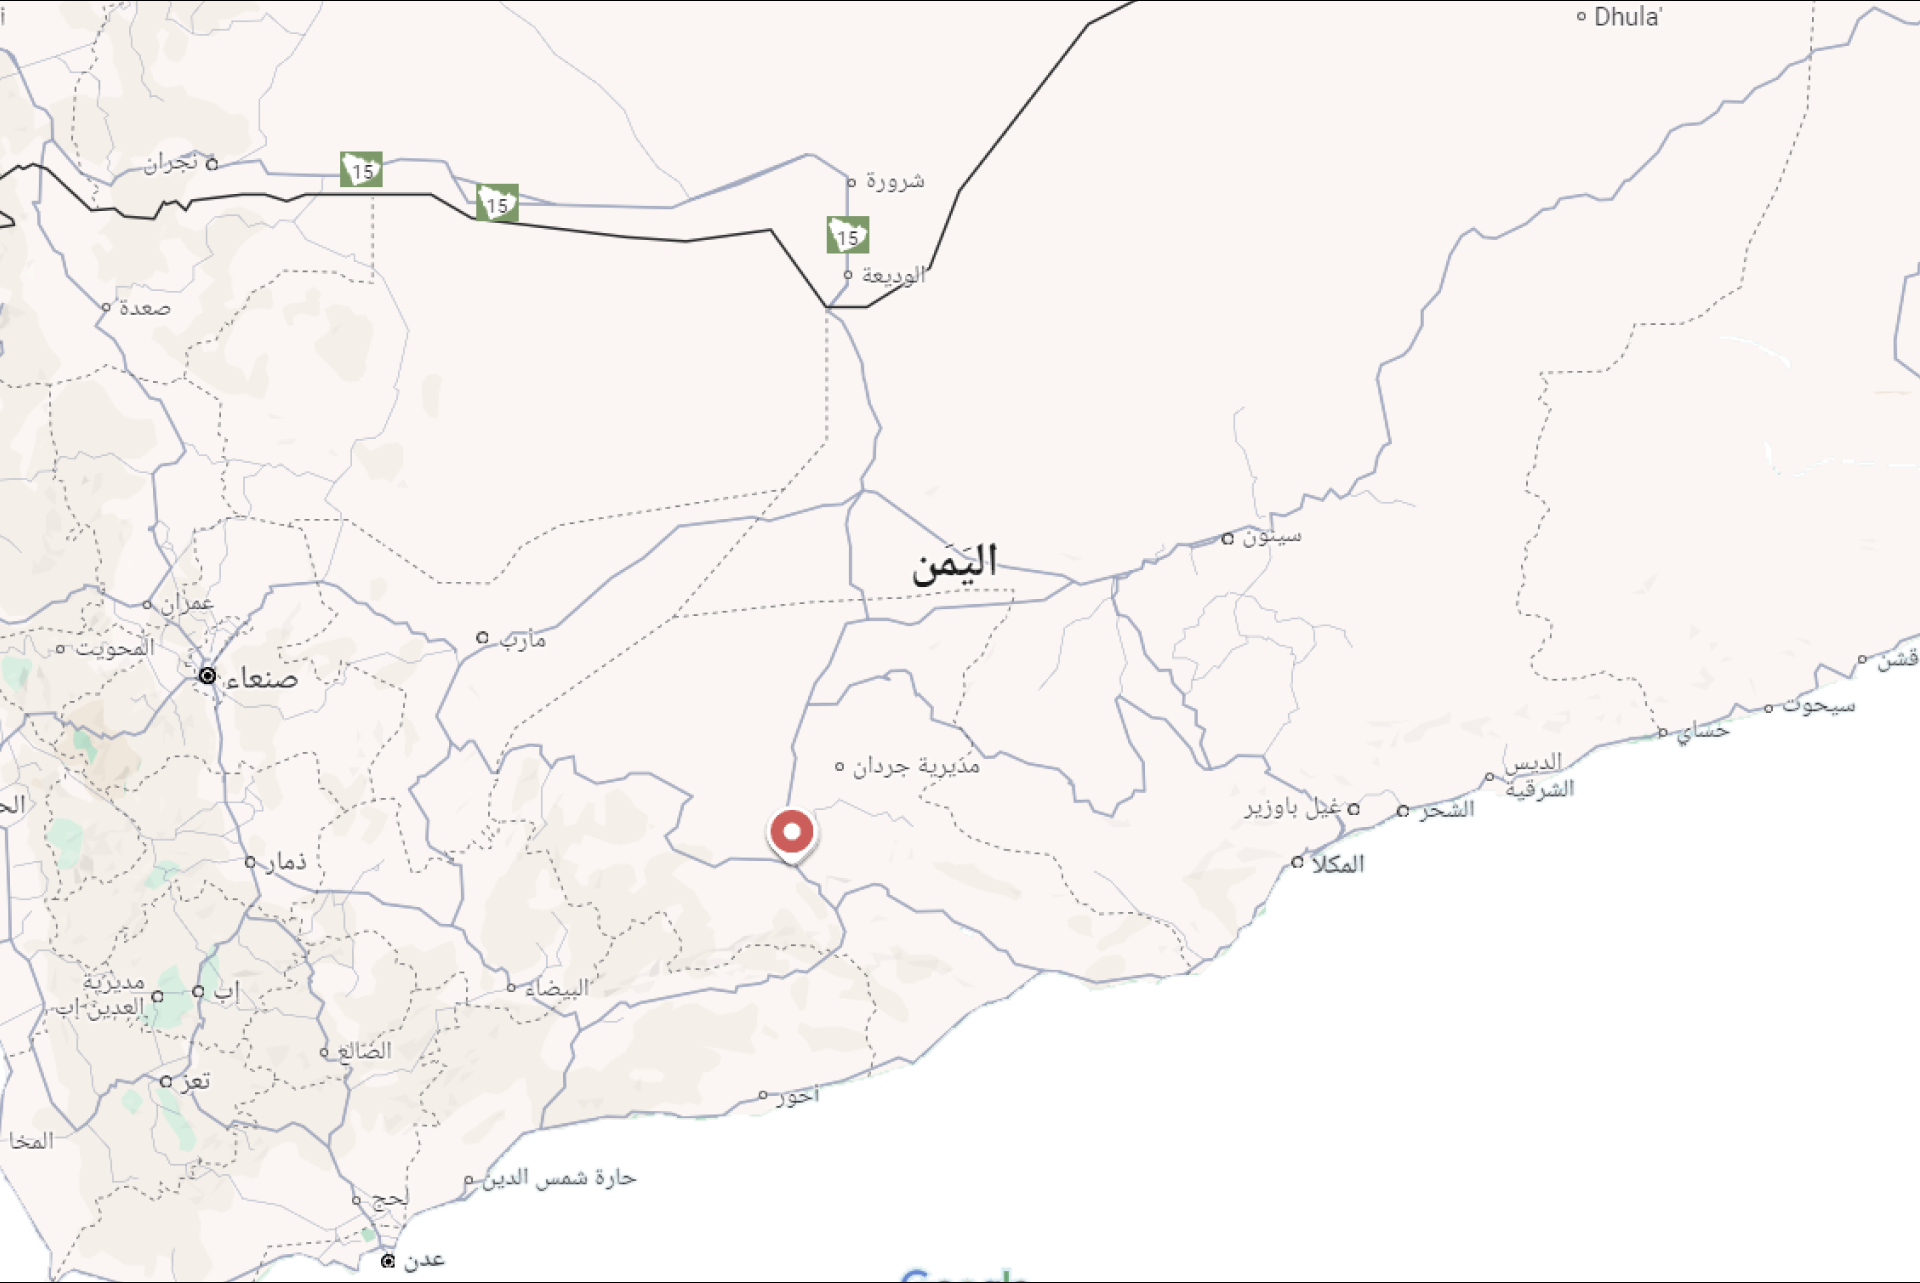 Dhula'
نجران
15
15
شرورة
15
الوديعة
صعدة
سيئون
اليَمَن
عمران
مأرب
المحويت
صنعاء
قشن
سيحوت
خساي
مديرية جردان
الديس
الشرقية
الشحر
غيل باوزير
المكلا
ذمار
مديرية
العدين إب
إب
البيضاء
الضالع
تعز
أحور
المخا
حارة شمس الدين
لحج
عدن